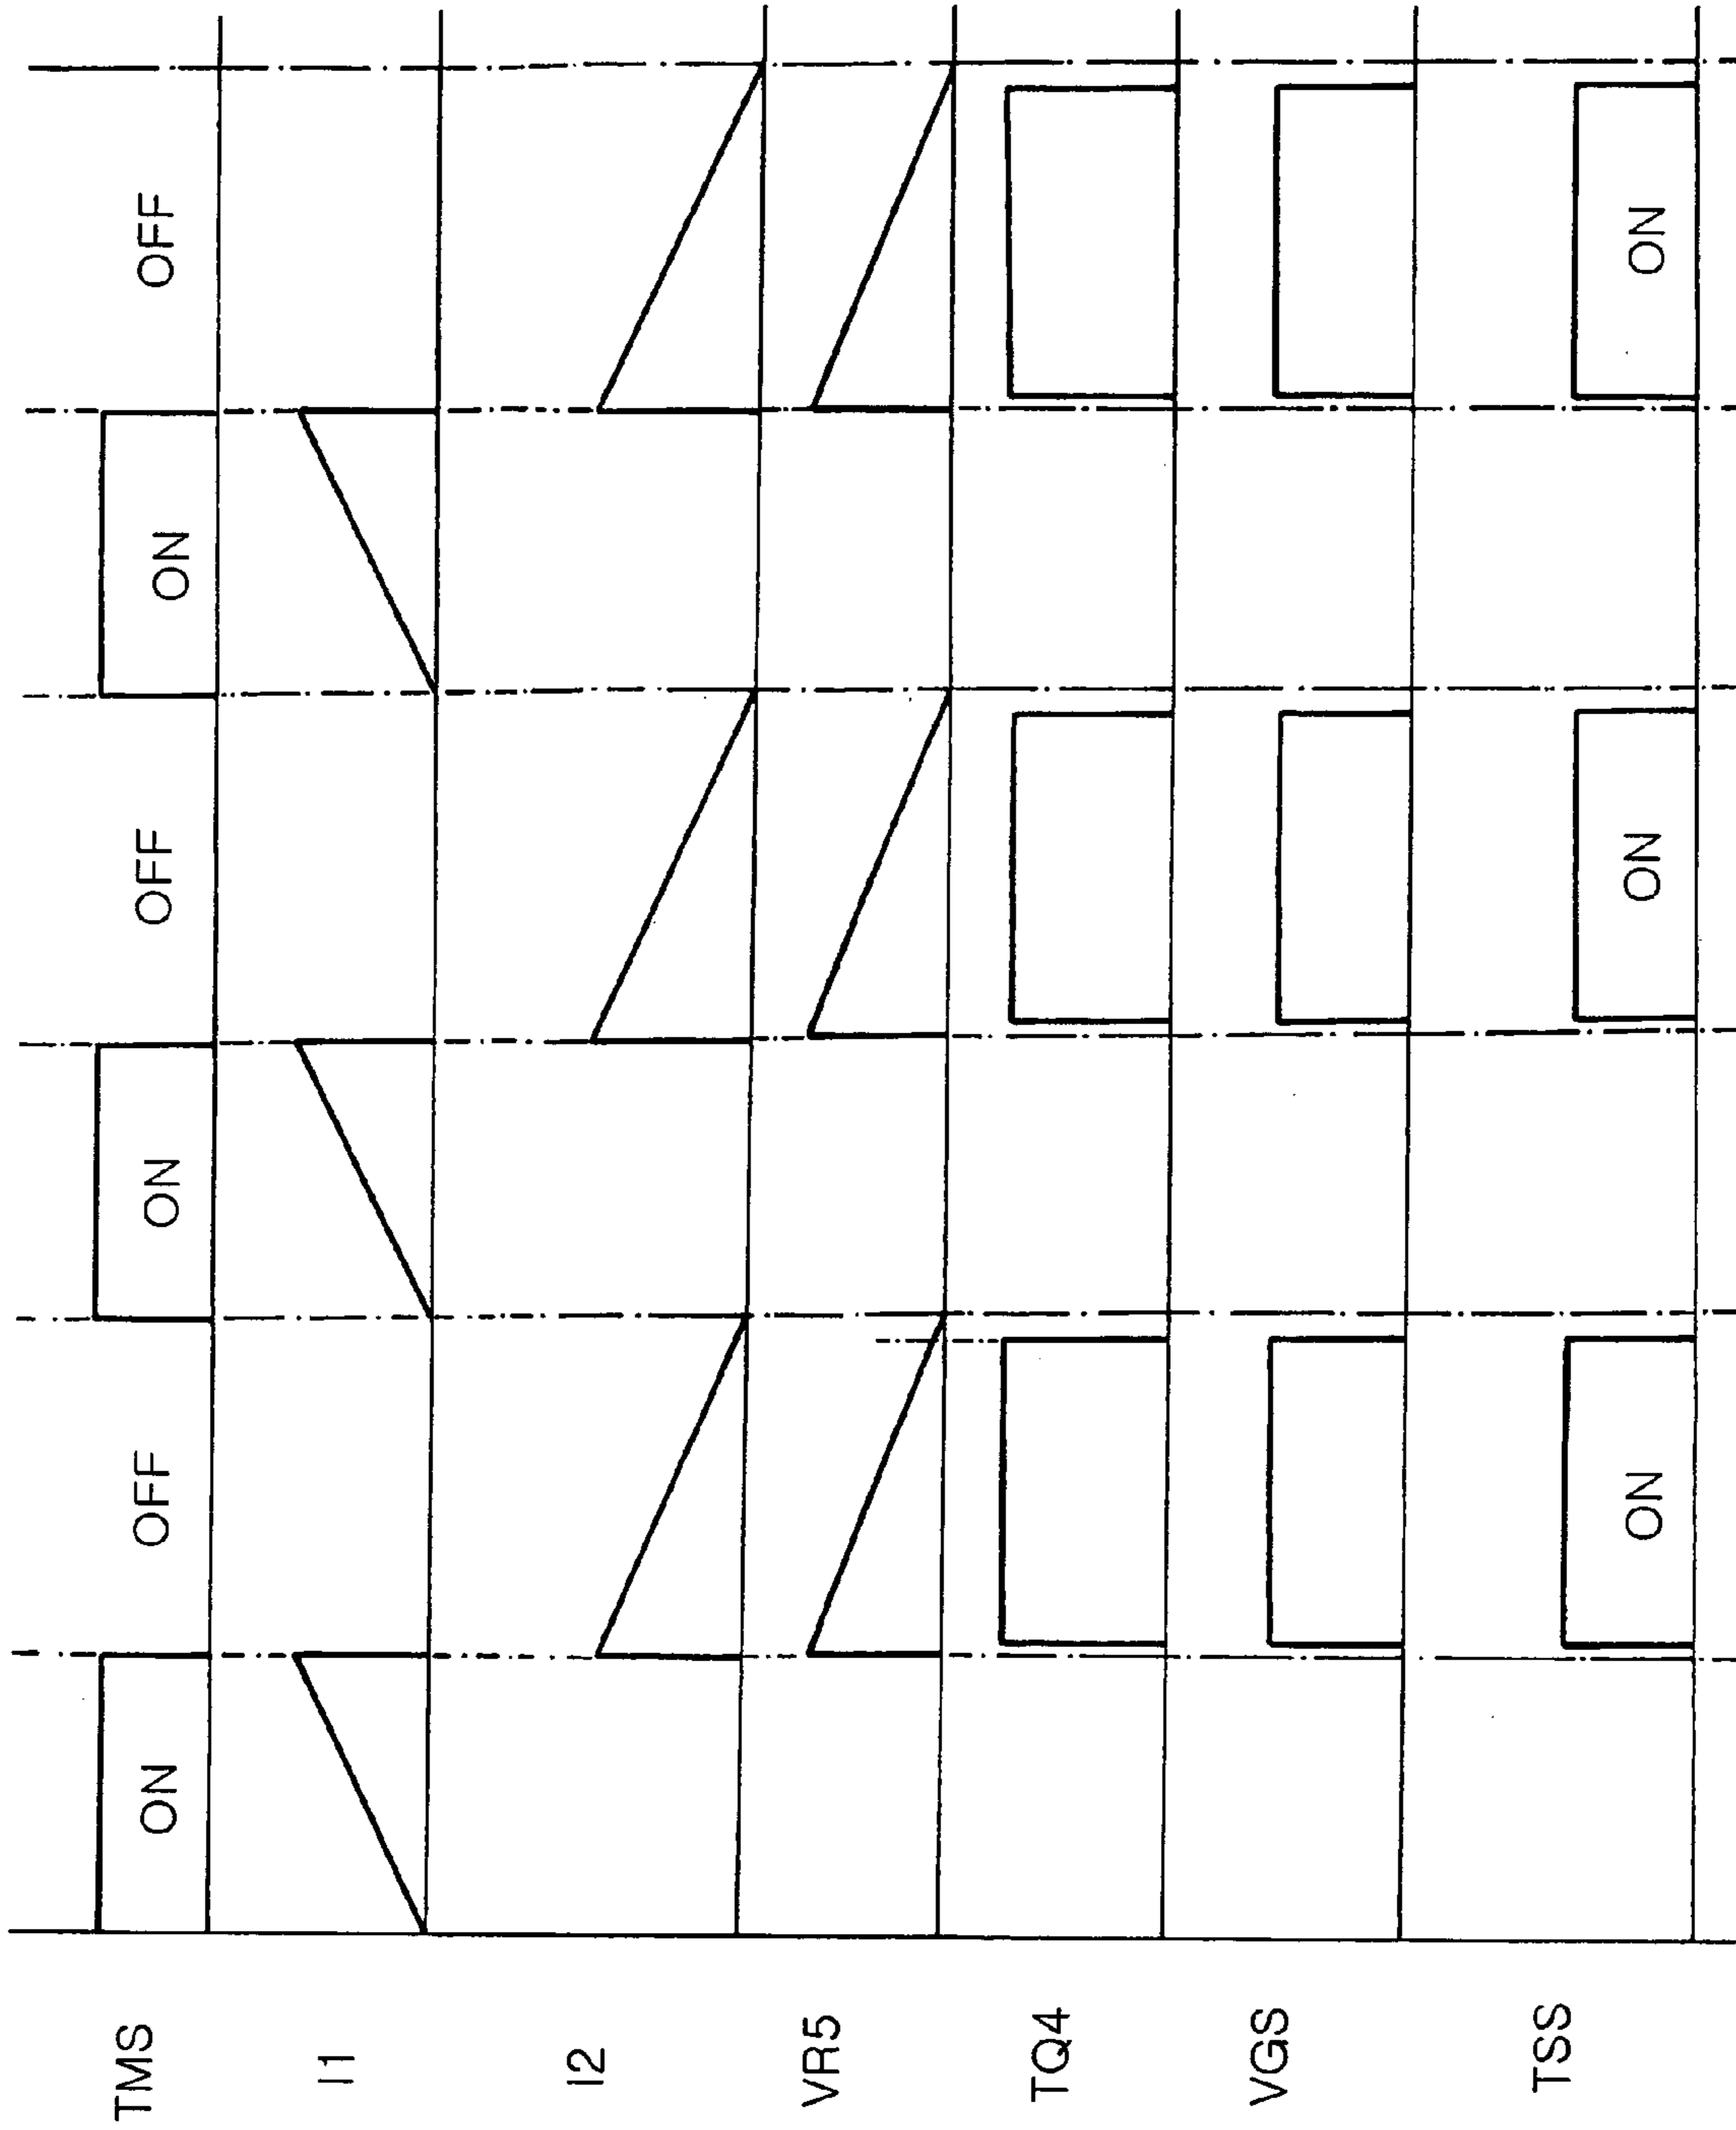 TMS ON OFF ON OFF ON OFF
I1
I2
VR5
TQ4
VGS
TSS ON ON ON